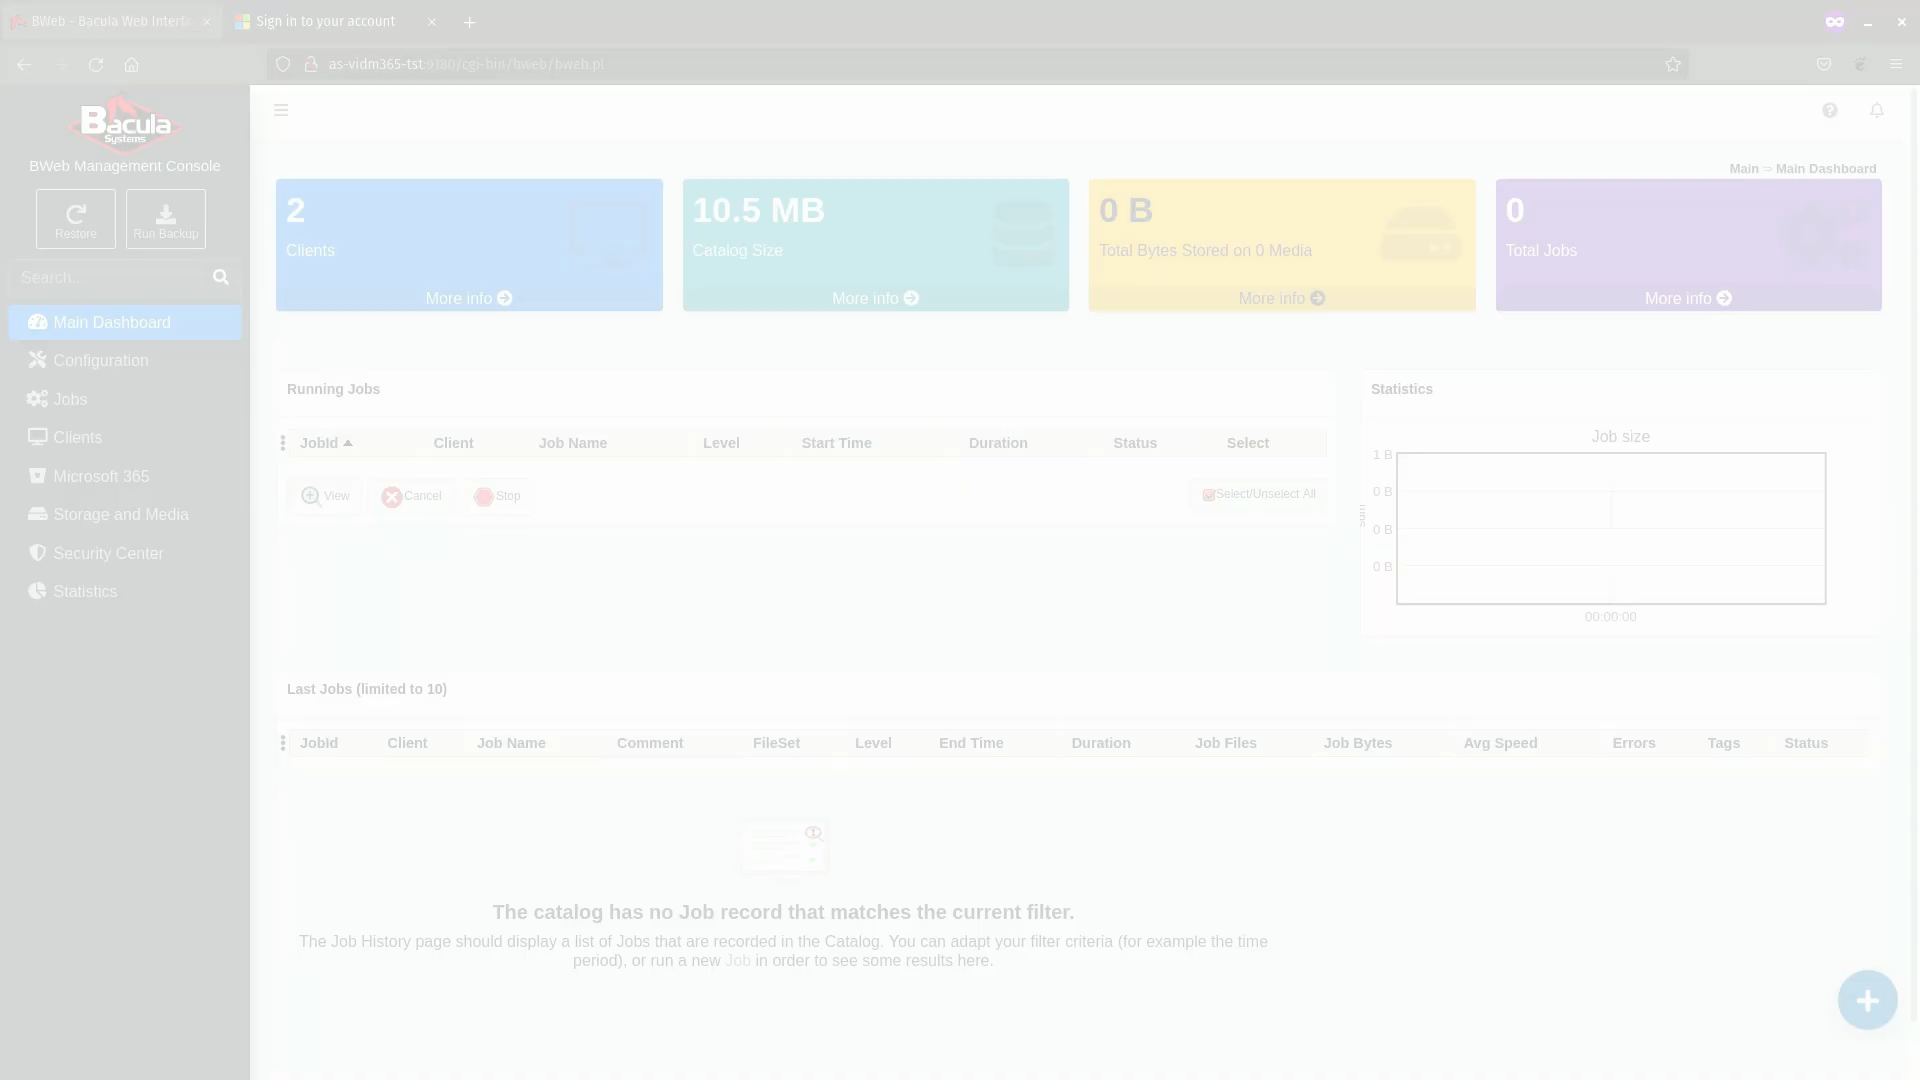 BWeb - Bacula Web Interfa
Sign in to your account
as-vidm365-tst:9180/cgi-bin/bweb/bweb.pl
Bacula
Systems
BWeb Management Console
Restore
Run Backup
Search...
Main Dashboard
Configuration
Jobs
Clients
Microsoft 365
Storage and Media
Security Center
Statistics
Main ⇒ Main Dashboard
2
Clients
More info
10.5 MB
Catalog Size
More info
0 B
Total Bytes Stored on 0 Media
More info
0
Total Jobs
More info
Running Jobs
JobId Client Job Name Level Start Time Duration Status Select
View Cancel Stop Select/Unselect All
Statistics
Job size
1 B
0 B
0 B
0 B
Sum
00:00:00
Last Jobs (limited to 10)
JobId Client Job Name Comment FileSet Level End Time Duration Job Files Job Bytes Avg Speed Errors Tags Status
The catalog has no Job record that matches the current filter.
The Job History page should display a list of Jobs that are recorded in the Catalog. You can adapt your filter criteria (for example the time
period), or run a new Job in order to see some results here.